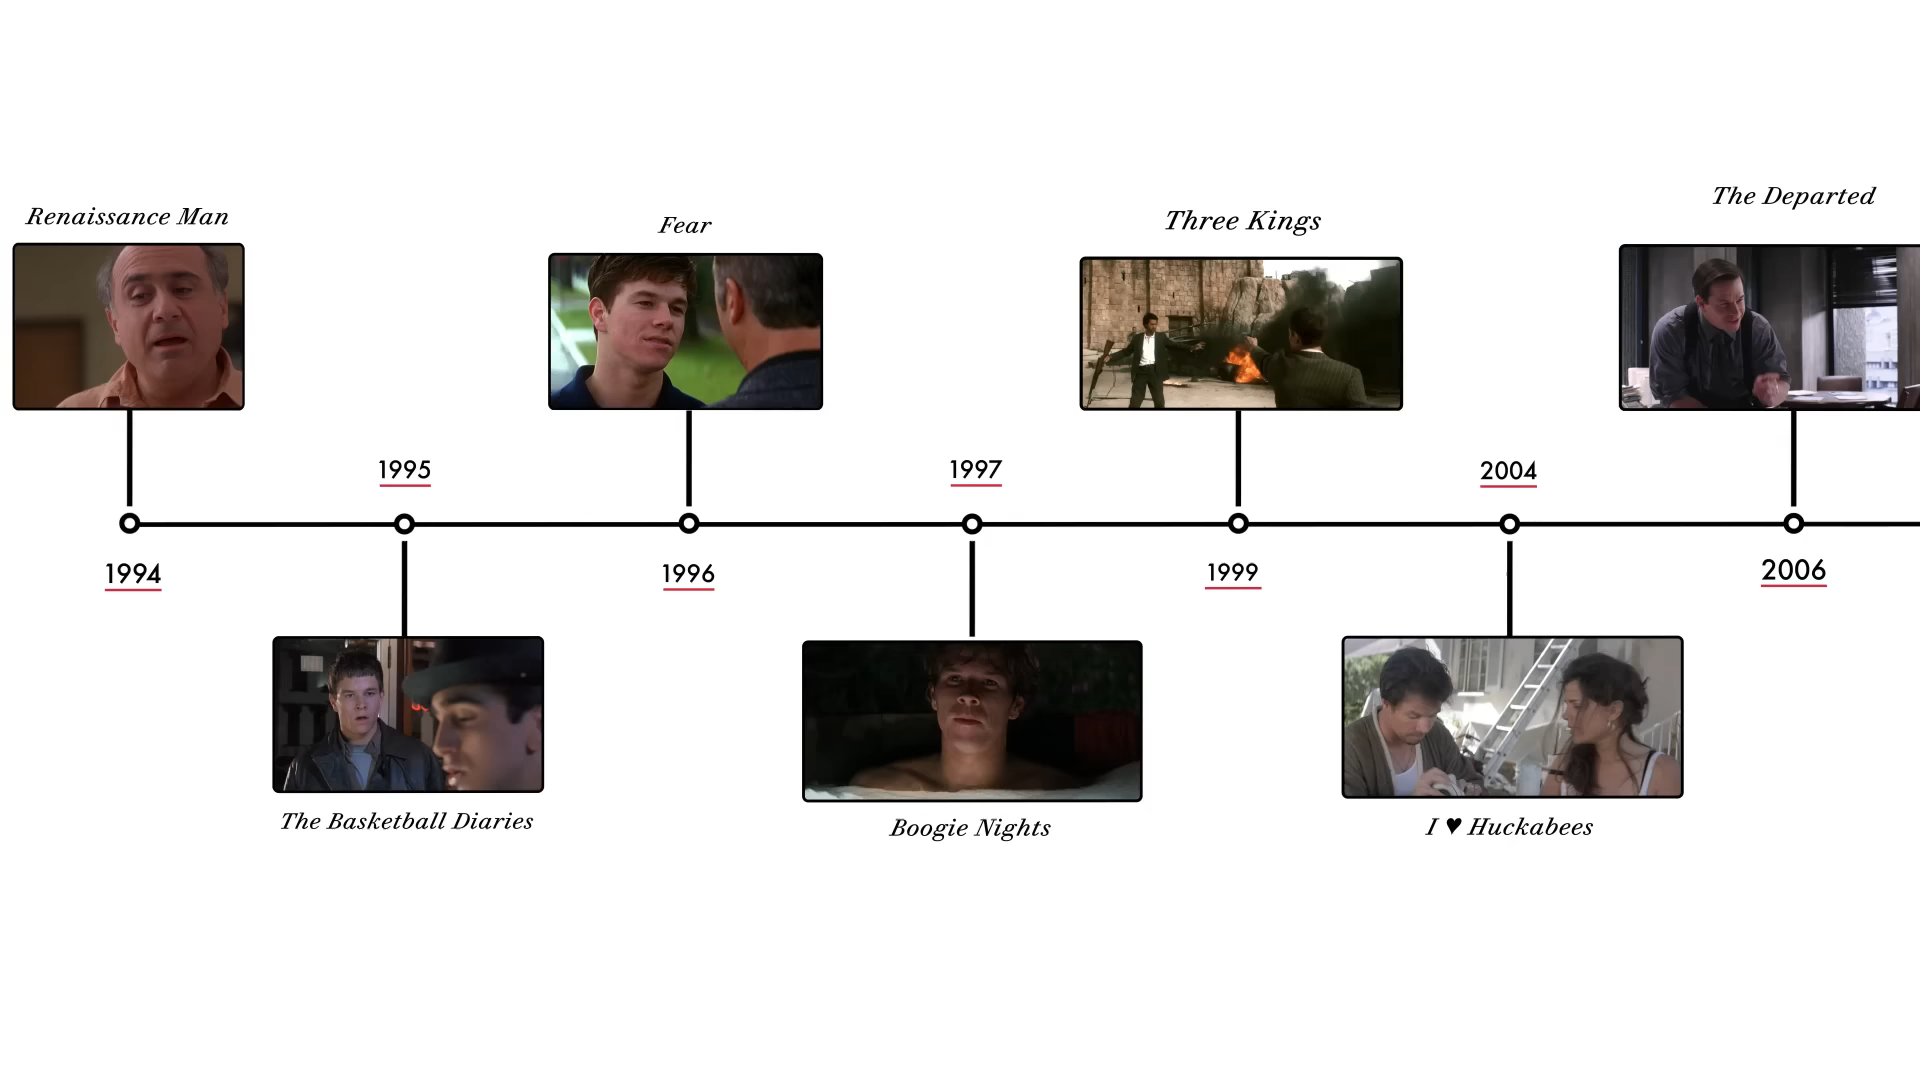 Renaissance Man
Fear
Three Kings
The Departed
1995
1997
2004
1994
1996
1999
2006
The Basketball Diaries
Boogie Nights
I ♥ Huckabees